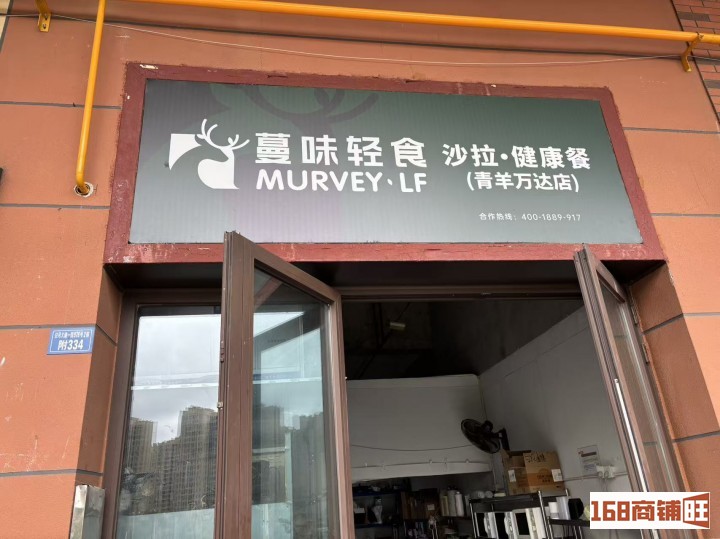 蔓味轻食
MURVEY·LF
沙拉·健康餐
(青羊万达店)
合作热线：400-1889-917
附334
168商铺旺